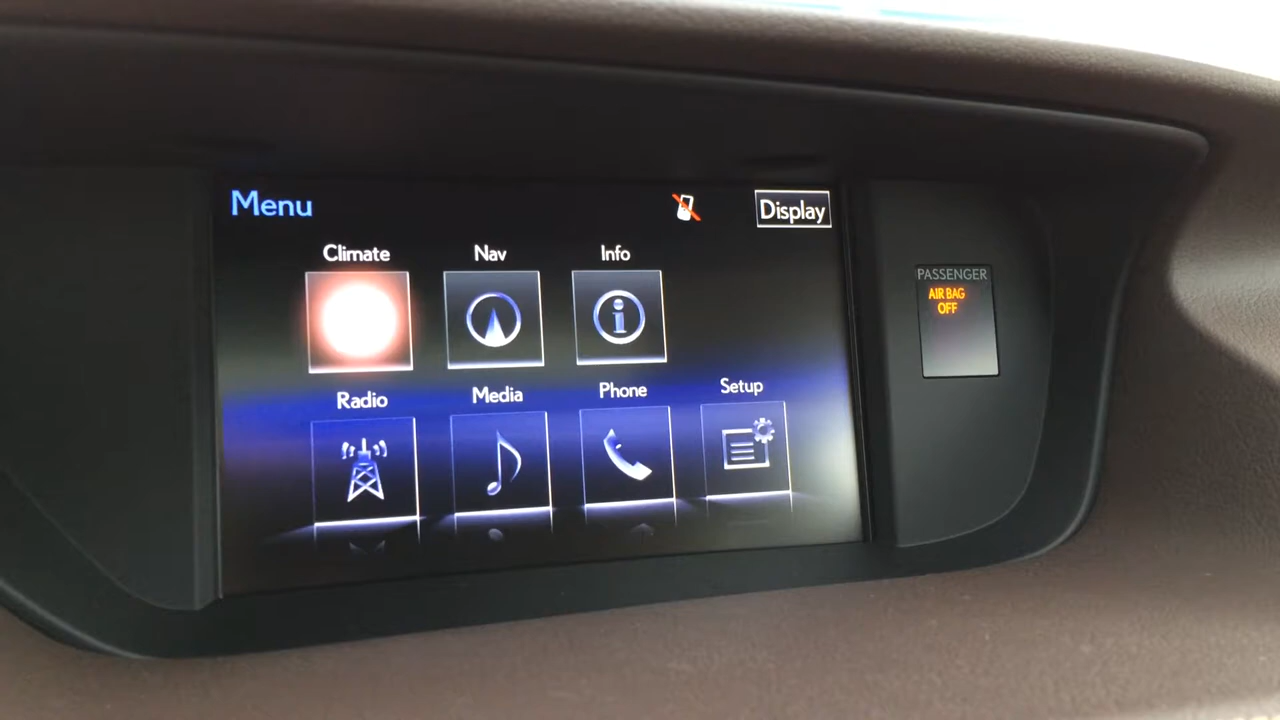 Menu
Display
Climate
Nav
Info
PASSENGER
AIR BAG
OFF
Radio
Media
Phone
Setup